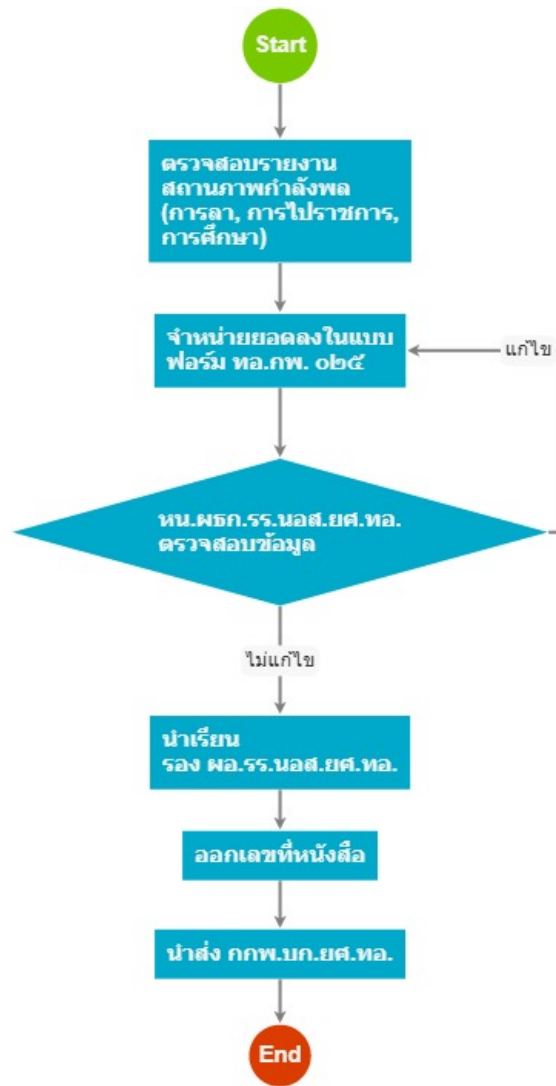 Start
ตรวจสอบรายงาน
สถานภาพกำลังพล
(การลา, การไปราชการ,
การศึกษา)
จำหน่ายยอดลงในแบบ
ฟอร์ม ทอ.กพ. ๐๒๕
แก้ไข
หน.ผธก.รร.นอส.ยศ.ทอ.
ตรวจสอบข้อมูล
ไม่แก้ไข
นำเรียน
รอง ผอ.รร.นอส.ยศ.ทอ.
ออกเลขที่หนังสือ
นำส่ง กกพ.บก.ยศ.ทอ.
End